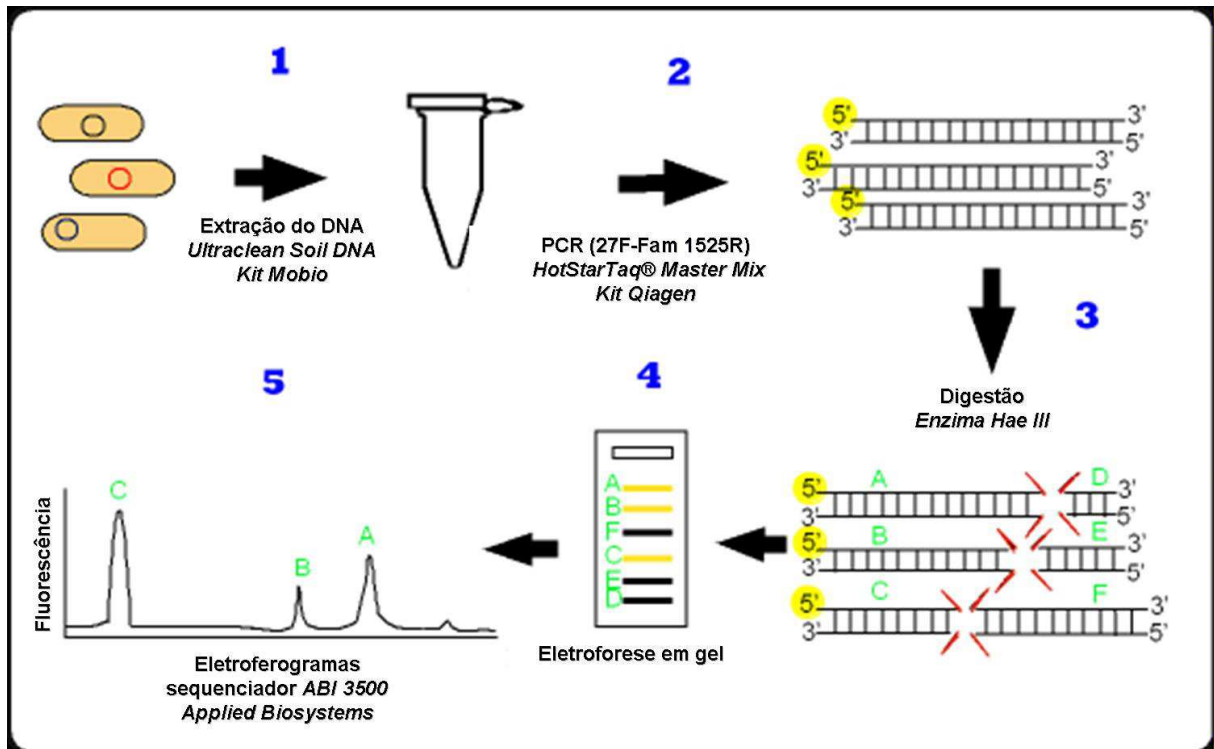 1
Extração do DNA
Ultraclean Soil DNA
Kit Mobio
2
PCR (27F-Fam 1525R)
HotStarTaq® Master Mix
Kit Qiagen
5' 3'
3' 5'
5' 3'
3' 5'
5' 3'
3' 5'
3
Digestão
Enzima Hae III
A D
5' 3'
3' 5'
B E
5' 3'
3' 5'
C F
5' 3'
3' 5'
4
A
B
F
C
E
D
Eletroforese em gel
5
Fluorescência
C
B
A
Eletroferogramas
sequenciador ABI 3500
Applied Biosystems